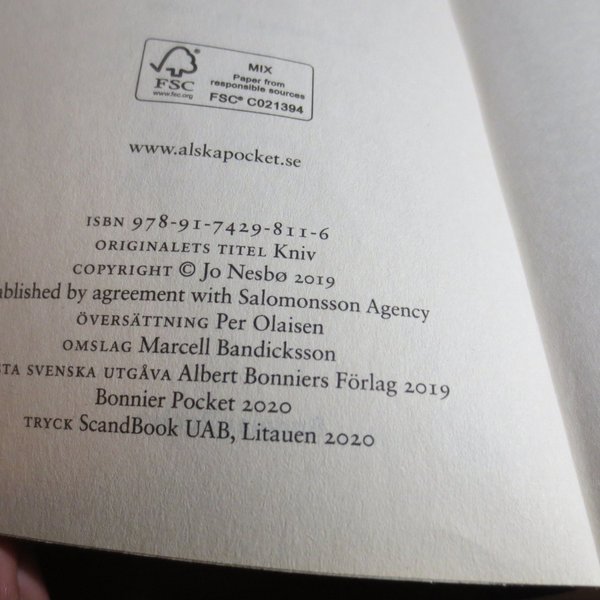 FSC
www.fsc.org
MIX
Paper from
responsible sources
FSC® C021394
www.alskapocket.se
ISBN 978-91-7429-811-6
ORIGINALETS TITEL Kniv
COPYRIGHT © Jo Nesbø 2019
by agreement with Salomonsson Agency
ÖVERSÄTTNING Per Olaisen
OMSLAG Marcell Bandicksson
SVENSKA UTGÅVA Albert Bonniers Förlag 2019
Bonnier Pocket 2020
TRYCK ScandBook UAB, Litauen 2020